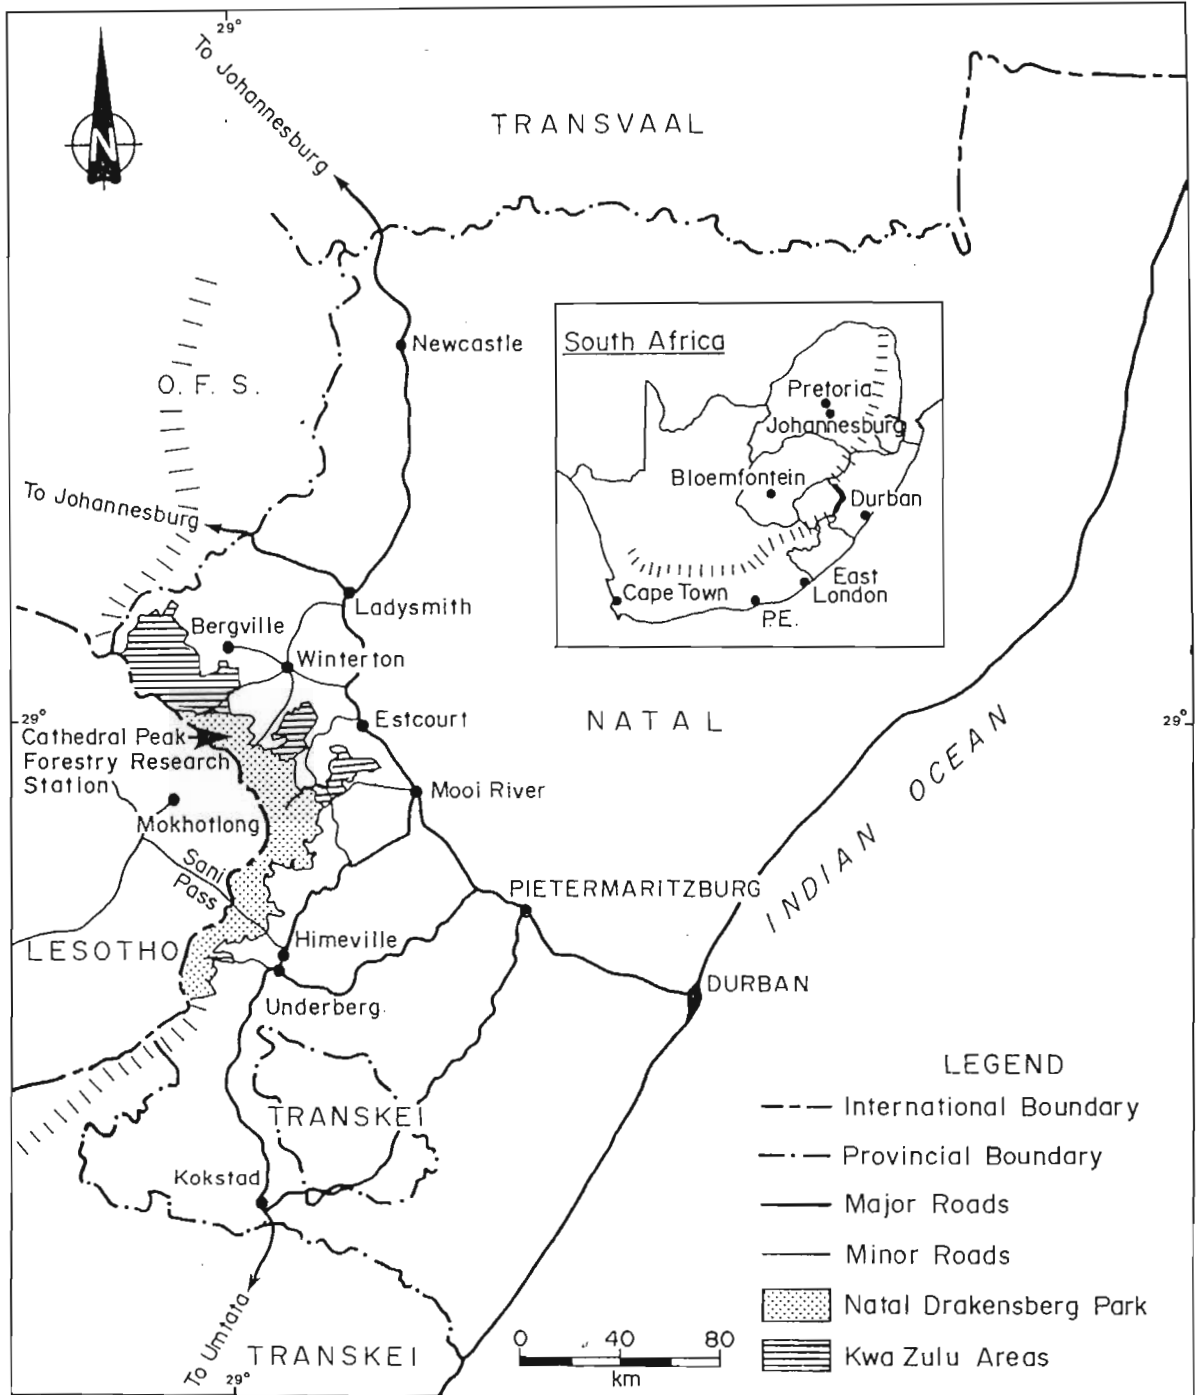 29°
To Johannesburg
N
TRANSVAAL
Newcastle
O. F. S.
South Africa
Pretoria
Johannesburg
Bloemfontein
Durban
Cape Town
East
London
P.E.
To Johannesburg
Ladysmith
Bergville
Winterton
29°
Estcourt
NATAL
29°
Cathedral Peak
Forestry Research
Station
Mooi River
Mokhotlong
INDIAN OCEAN
Sani
Pass
PIETERMARITZBURG
LESOTHO
Himeville
DURBAN
Underberg
LEGEND
TRANSKEI
International Boundary
Provincial Boundary
Kokstad
Major Roads
Minor Roads
Natal Drakensberg Park
To Umtata
0 40 80
km
Kwa Zulu Areas
TRANSKEI
29°